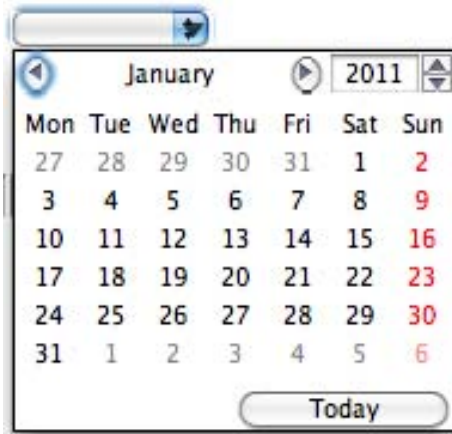 January 2011
Mon Tue Wed Thu Fri Sat Sun
27 28 29 30 31 1 2
3 4 5 6 7 8 9
10 11 12 13 14 15 16
17 18 19 20 21 22 23
24 25 26 27 28 29 30
31 1 2 3 4 5 6
Today